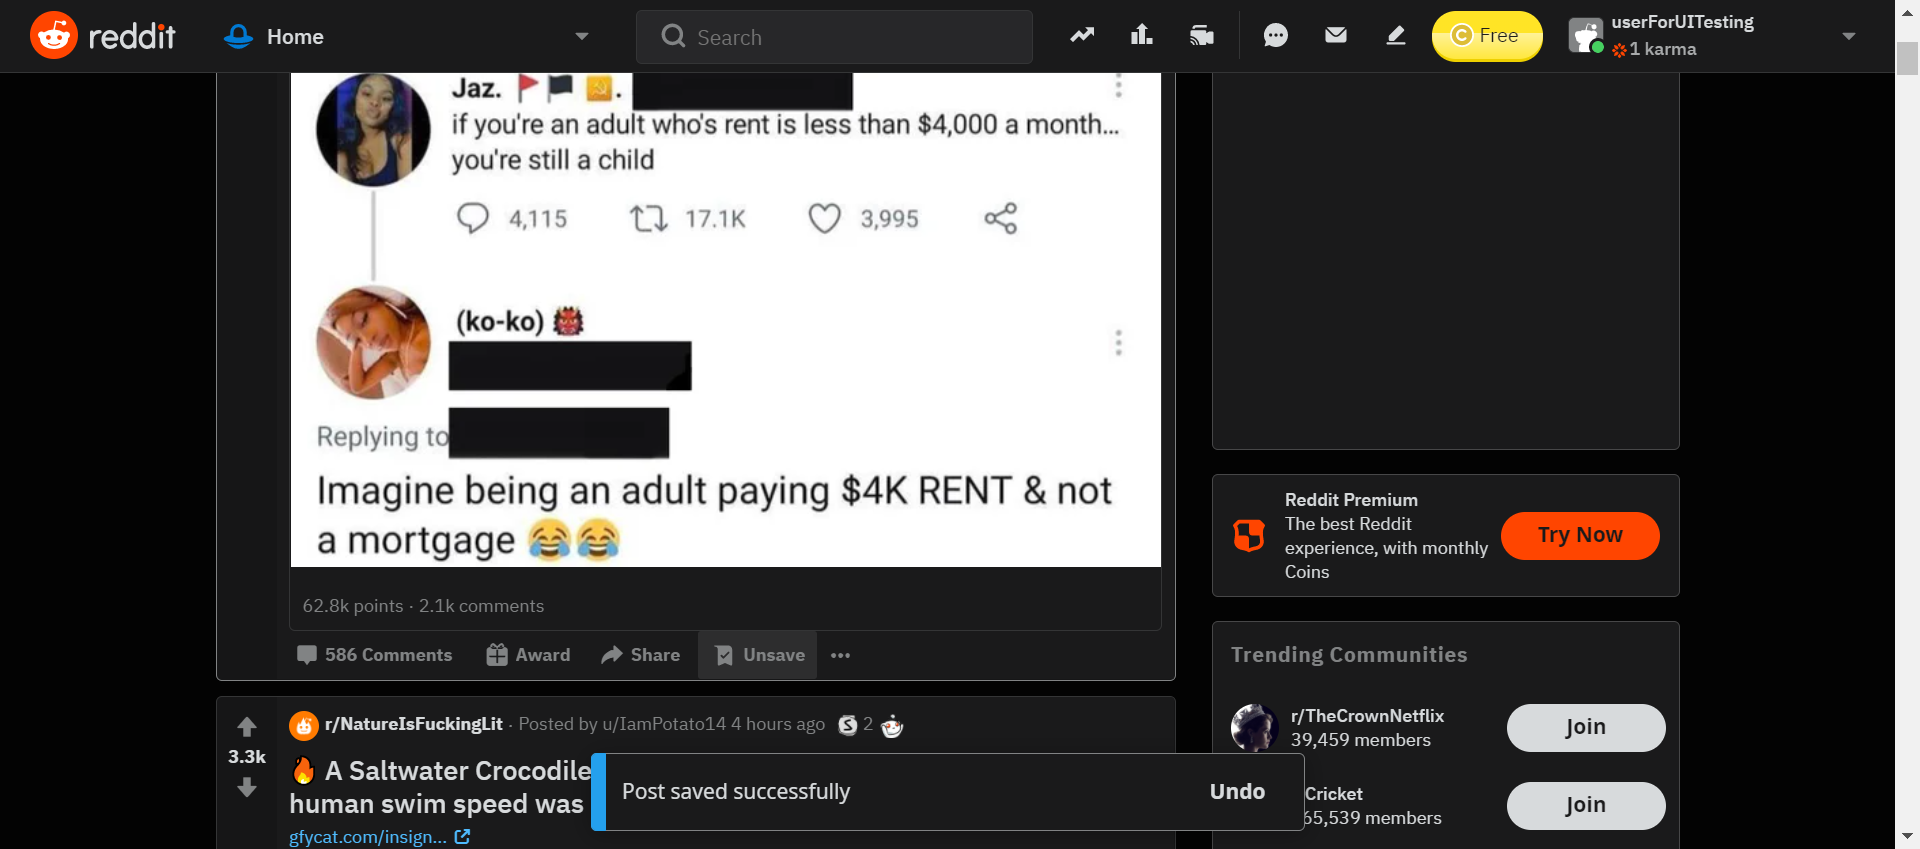 reddit
Home
Search
Free
userForUITesting
1 karma
Jaz.
if you're an adult who's rent is less than $4,000 a month...
you're still a child
4,115
17.1K
3,995
(ko-ko)
Replying to
Imagine being an adult paying $4K RENT & not
a mortgage 😂😂
62.8k points · 2.1k comments
586 Comments
Award
Share
Unsave
r/NatureIsFuckingLit · Posted by u/IamPotato14 4 hours ago
2
3.3k
🔥 A Saltwater Crocodile
human swim speed was
gfycat.com/insign...
Post saved successfully
Undo
Reddit Premium
The best Reddit
experience, with monthly
Coins
Try Now
Trending Communities
r/TheCrownNetflix
39,459 members
Join
Cricket
65,539 members
Join